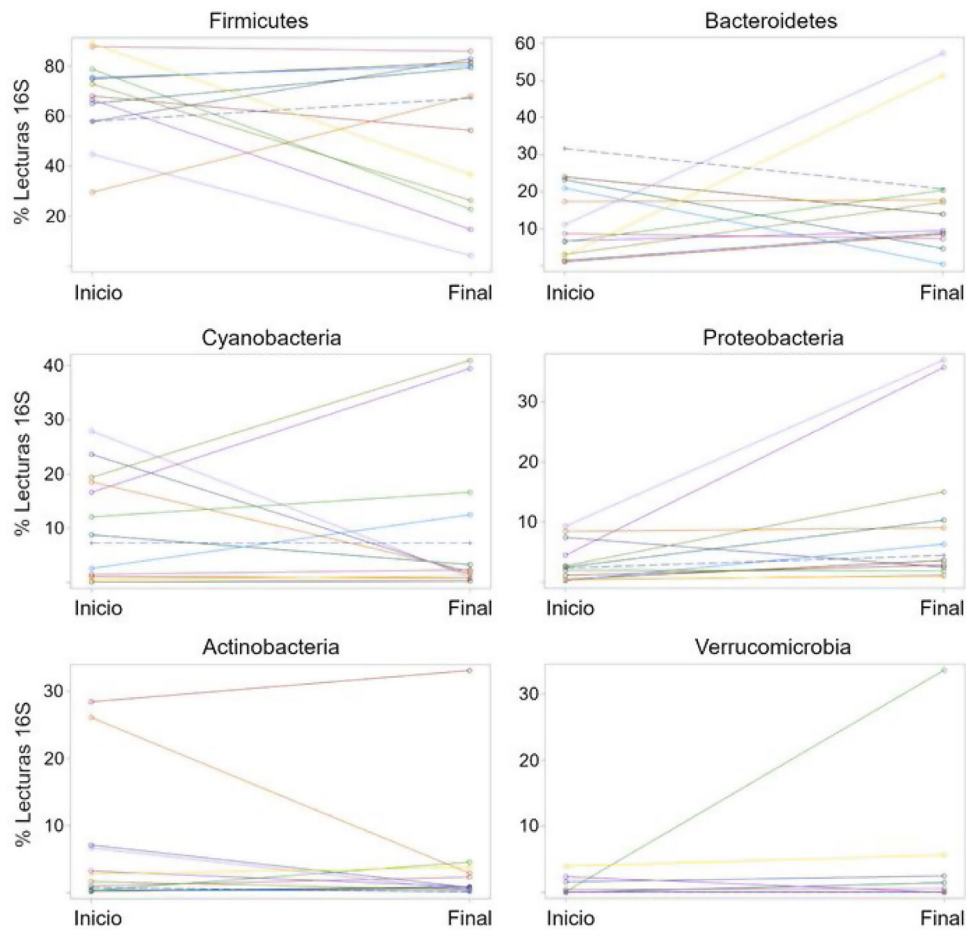 Firmicutes
80
60
40
20
% Lecturas 16S
Inicio
Final
Bacteroidetes
60
50
40
30
20
10
Inicio
Final
Cyanobacteria
40
30
20
10
% Lecturas 16S
Inicio
Final
Proteobacteria
30
20
10
Inicio
Final
Actinobacteria
30
20
10
% Lecturas 16S
Inicio
Final
Verrucomicrobia
30
20
10
Inicio
Final